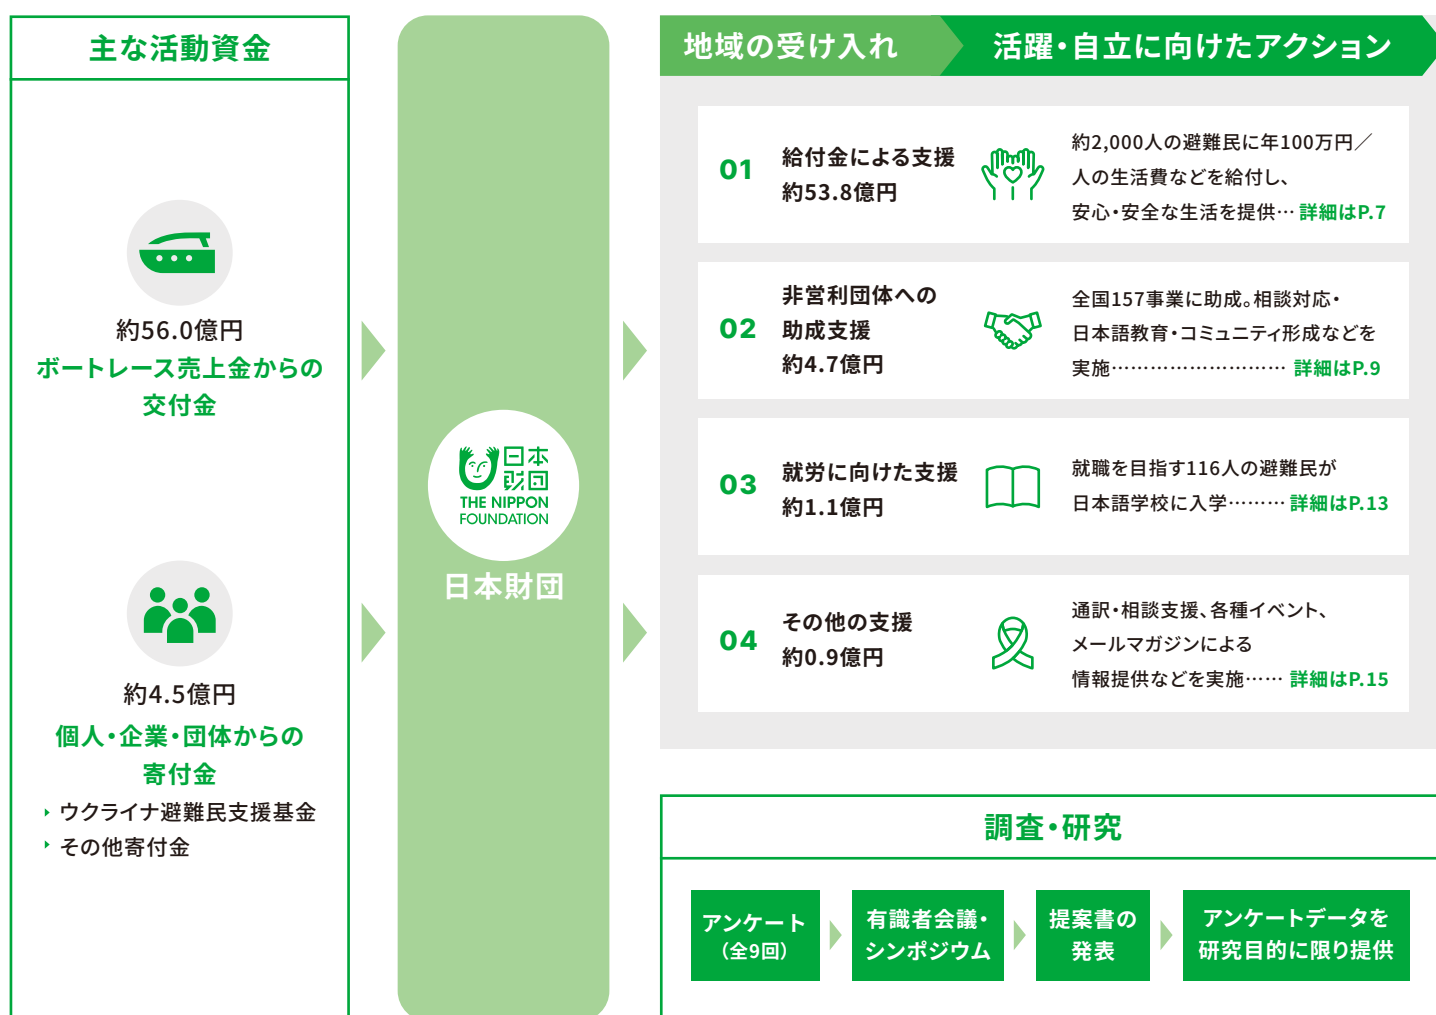 主な活動資金
約56.0億円
ボートレース売上金からの
交付金
約4.5億円
個人・企業・団体からの
寄付金
ウクライナ避難民支援基金
その他寄付金
日本
財団
THE NIPPON
FOUNDATION
日本財団
地域の受け入れ
活躍・自立に向けたアクション
01
給付金による支援
約53.8億円
約2,000人の避難民に年100万円／
人の生活費などを給付し、
安心・安全な生活を提供… 詳細はP.7
02
非営利団体への
助成支援
約4.7億円
全国157事業に助成。相談対応・
日本語教育・コミュニティ形成などを
実施……………………… 詳細はP.9
03
就労に向けた支援
約1.1億円
就職を目指す116人の避難民が
日本語学校に入学……… 詳細はP.13
04
その他の支援
約0.9億円
通訳・相談支援、各種イベント、
メールマガジンによる
情報提供などを実施…… 詳細はP.15
調査・研究
アンケート
（全9回）
有識者会議・
シンポジウム
提案書の
発表
アンケートデータを
研究目的に限り提供